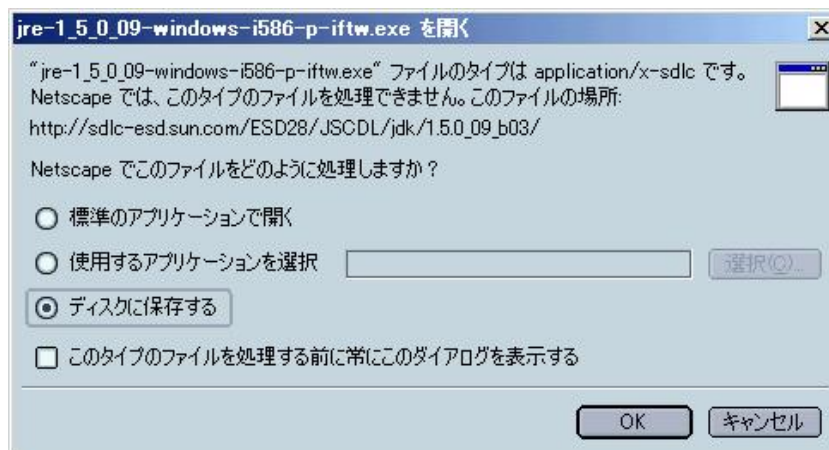 jre-1_5_0_09-windows-i586-p-iftw.exe を開く
"jre-1_5_0_09-windows-i586-p-iftw.exe" ファイルのタイプは application/x-sdlc です。
Netscape では、このタイプのファイルを処理できません。このファイルの場所:
http://sdlc-esd.sun.com/ESD28/JSCDL/jdk/1.5.0_09_b03/
Netscape でこのファイルをどのように処理しますか？
標準のアプリケーションで開く
使用するアプリケーションを選択 選択(C)...
ディスクに保存する
このタイプのファイルを処理する前に常にこのダイアログを表示する
OK キャンセル